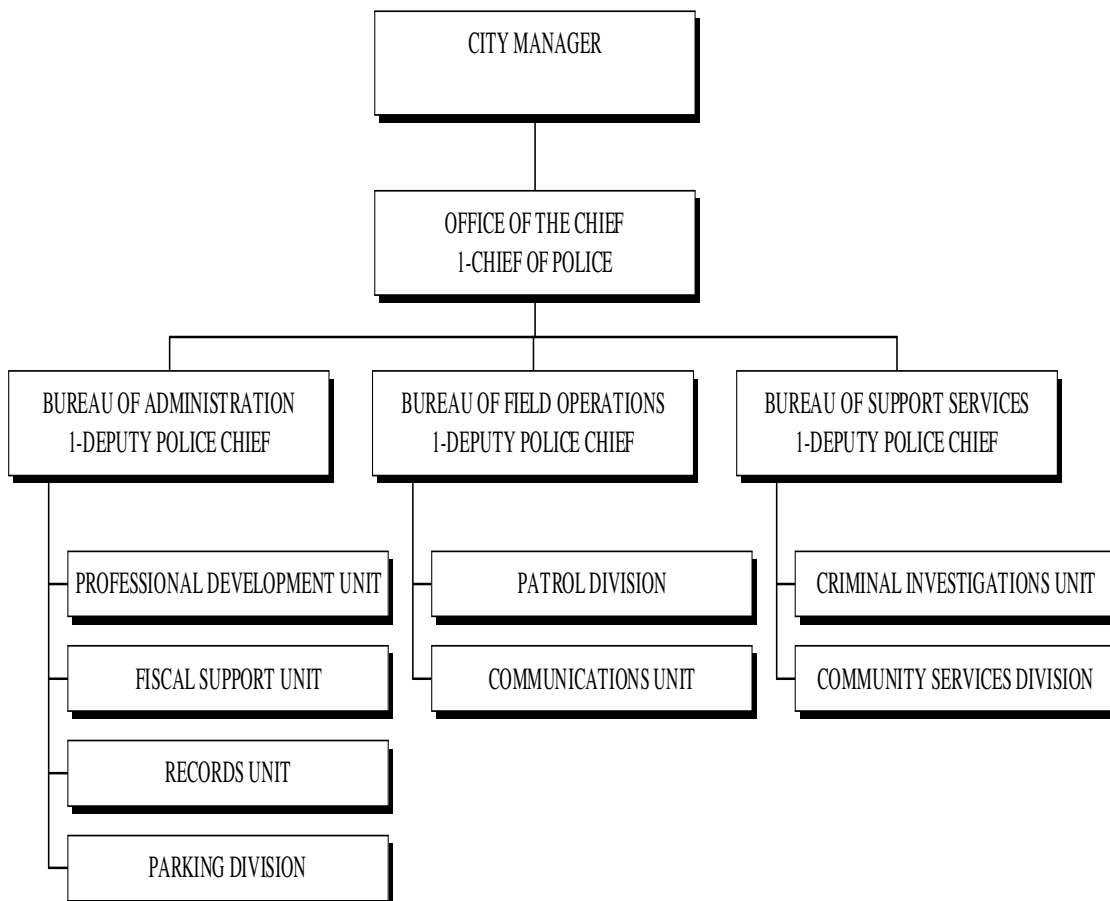 CITY MANAGER
OFFICE OF THE CHIEF
1-CHIEF OF POLICE
BUREAU OF ADMINISTRATION
1-DEPUTY POLICE CHIEF
BUREAU OF FIELD OPERATIONS
1-DEPUTY POLICE CHIEF
BUREAU OF SUPPORT SERVICES
1-DEPUTY POLICE CHIEF
PROFESSIONAL DEVELOPMENT UNIT
FISCAL SUPPORT UNIT
RECORDS UNIT
PARKING DIVISION
PATROL DIVISION
COMMUNICATIONS UNIT
CRIMINAL INVESTIGATIONS UNIT
COMMUNITY SERVICES DIVISION